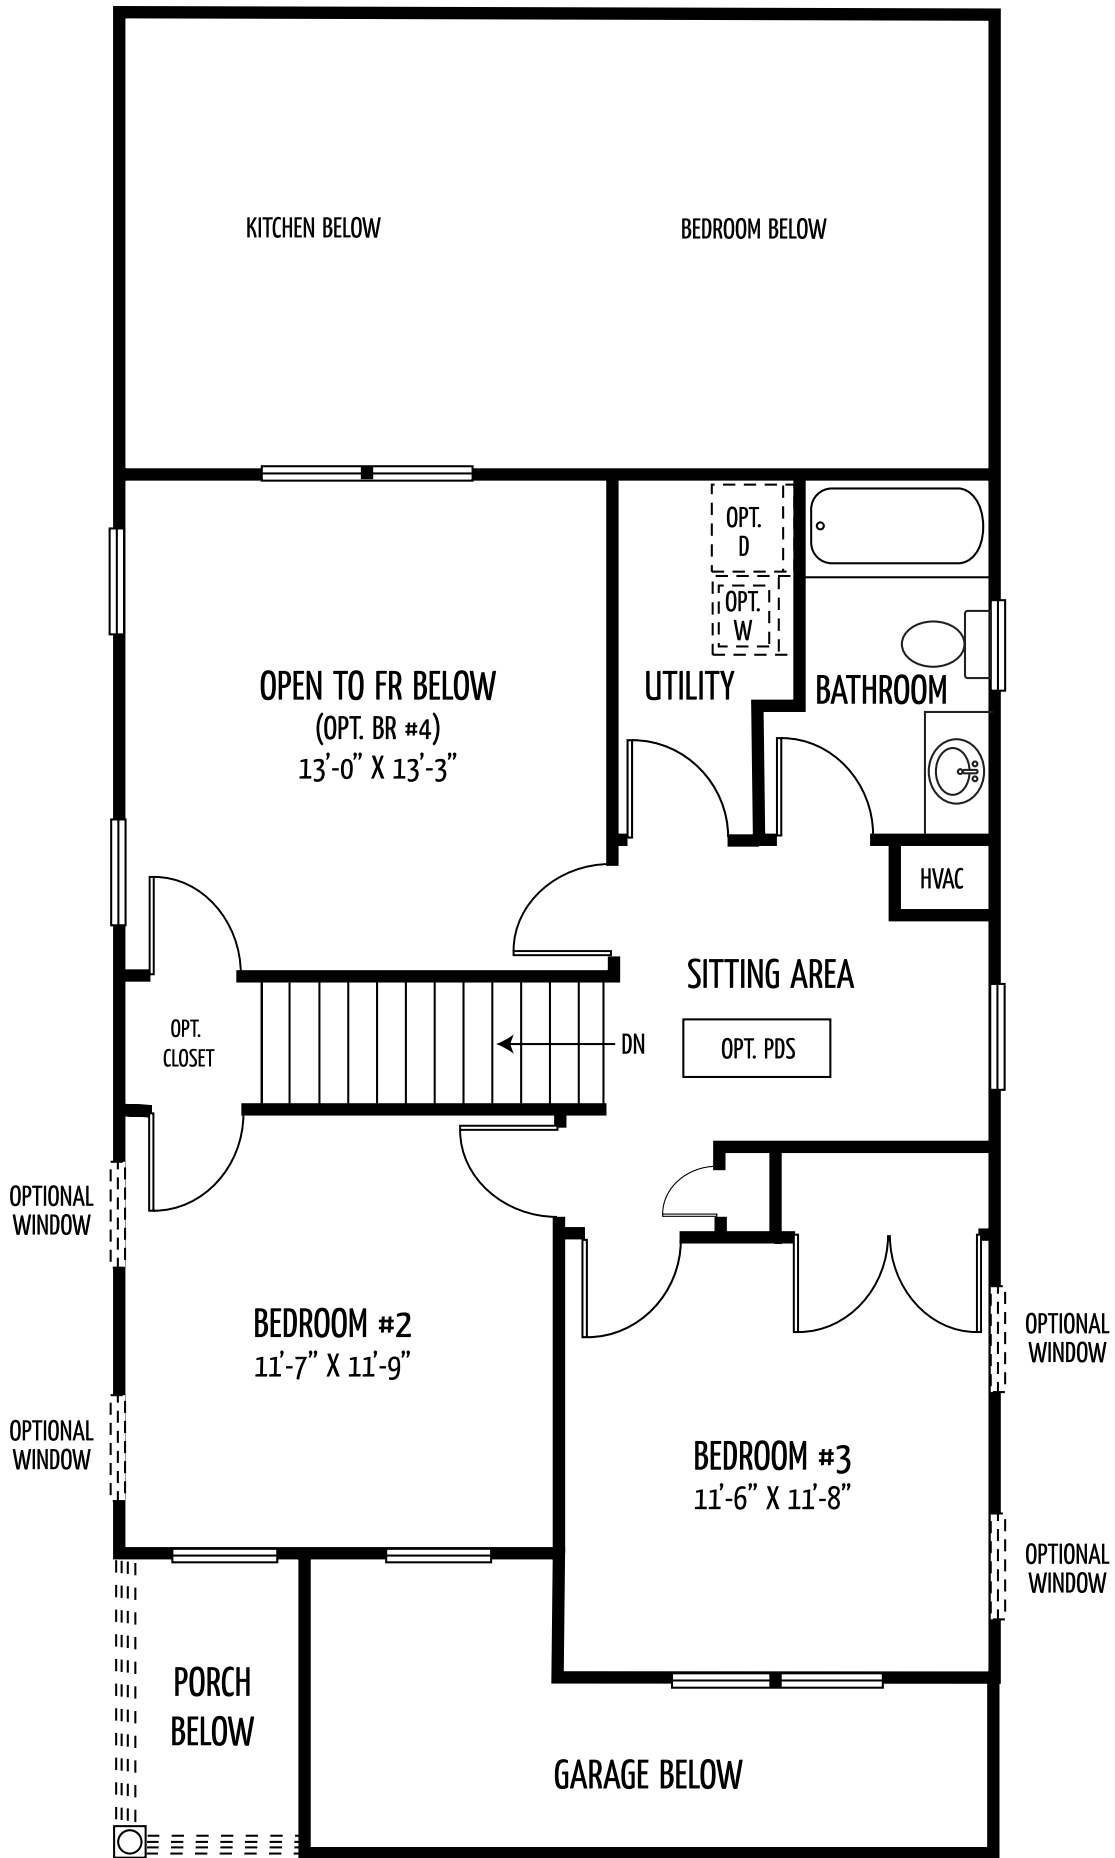 KITCHEN BELOW
BEDROOM BELOW
OPT.
D
OPT.
W
OPEN TO FR BELOW
(OPT. BR #4)
13'-0" X 13'-3"
UTILITY
BATHROOM
HVAC
SITTING AREA
OPT.
CLOSET
DN
OPT. PDS
OPTIONAL
WINDOW
BEDROOM #2
11'-7" X 11'-9"
OPTIONAL
WINDOW
OPTIONAL
WINDOW
BEDROOM #3
11'-6" X 11'-8"
OPTIONAL
WINDOW
PORCH
BELOW
GARAGE BELOW